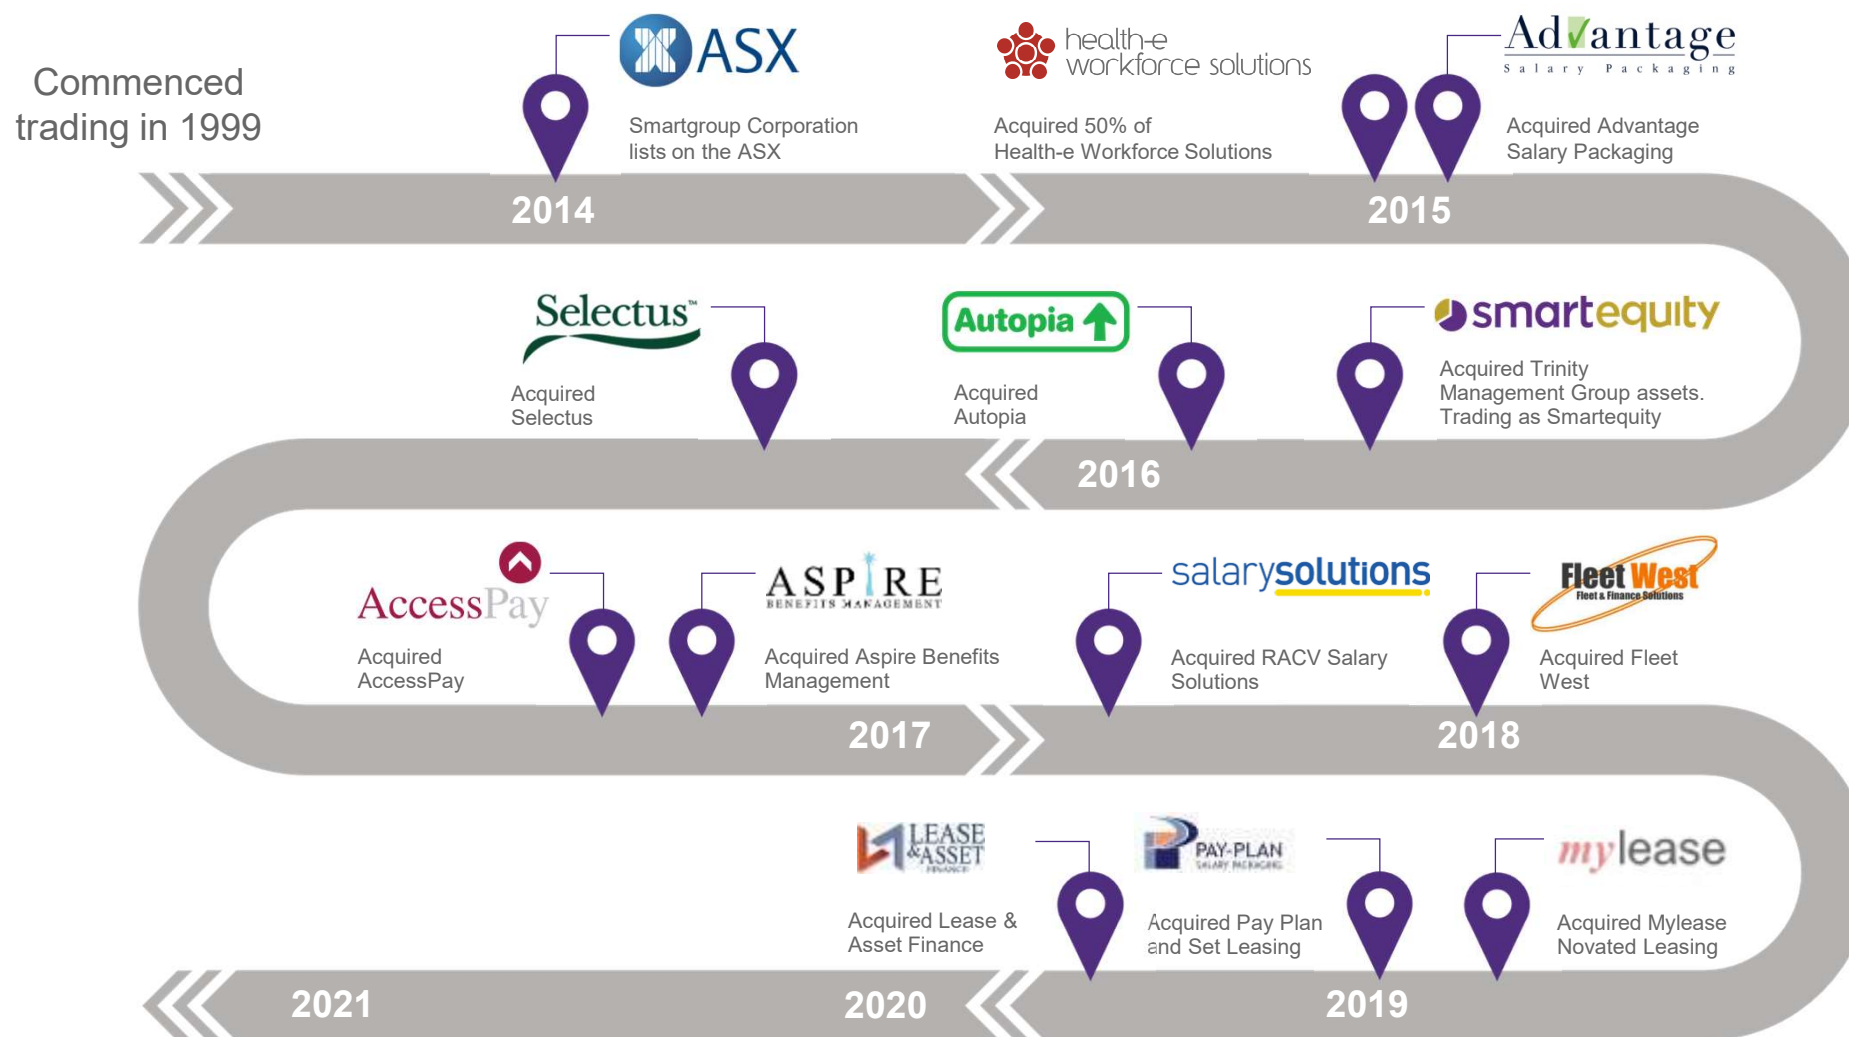 Commenced
trading in 1999
ASX
Smartgroup Corporation
lists on the ASX
health-e
workforce solutions
Acquired 50% of
Health-e Workforce Solutions
Advantage
Salary Packaging
Acquired Advantage
Salary Packaging
2014
2015
smartequity
Acquired Trinity
Management Group assets.
Trading as Smartequity
Autopia
Acquired
Autopia
Selectus™
Acquired
Selectus
2016
AccessPay
Acquired
AccessPay
ASPIRE
BENEFITS MANAGEMENT
Acquired Aspire Benefits
Management
salarysolutions
Acquired RACV Salary
Solutions
Fleet West
Fleet & Finance Solutions
Acquired Fleet
West
2017
2018
mylease
Acquired Mylease
Novated Leasing
PAY-PLAN
SALARY PACKAGING
Acquired Pay Plan
and Set Leasing
LEASE
&ASSET
FINANCE
Acquired Lease &
Asset Finance
2019
2020
2021